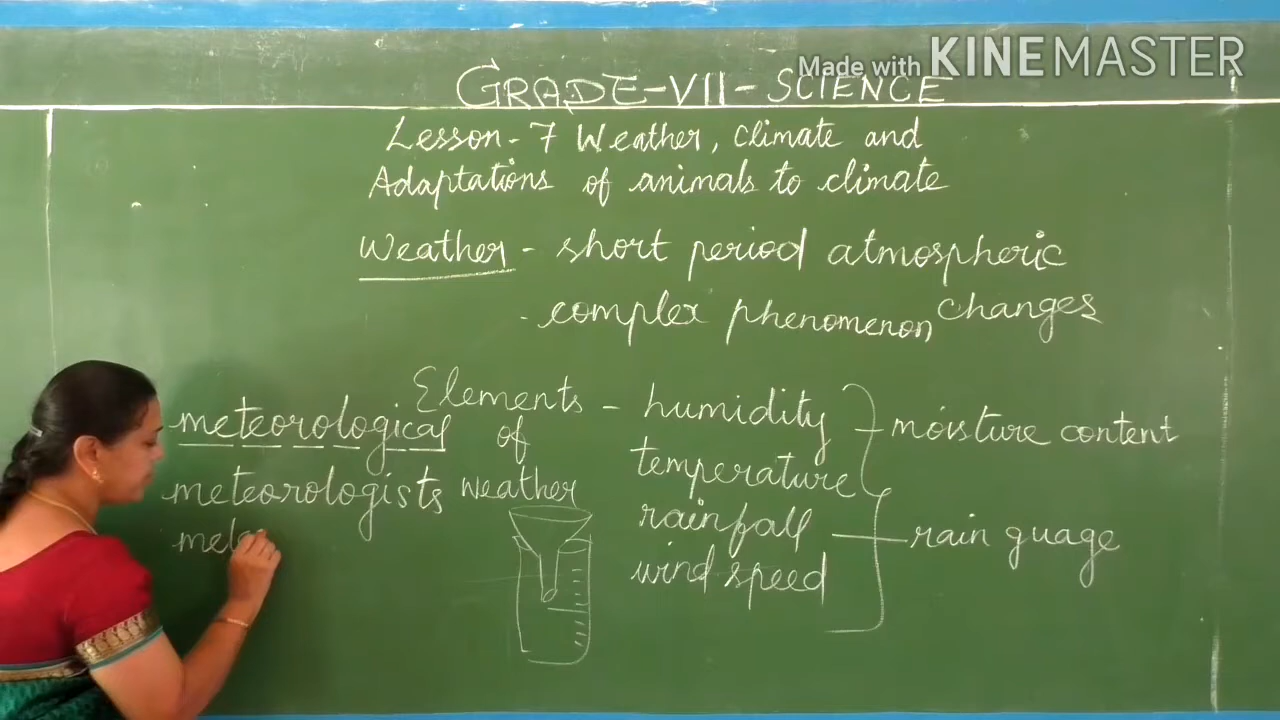 Made with KINEMASTER
GRADE-VII-SCIENCE
Lesson-7 Weather, Climate and
Adaptations of animals to climate
Weather - short period atmospheric
changes
- complex phenomenon
meteorological
meteorologists
Elements
of
Weather
- humidity
temperature
rainfall
wind speed
moisture content
rain guage